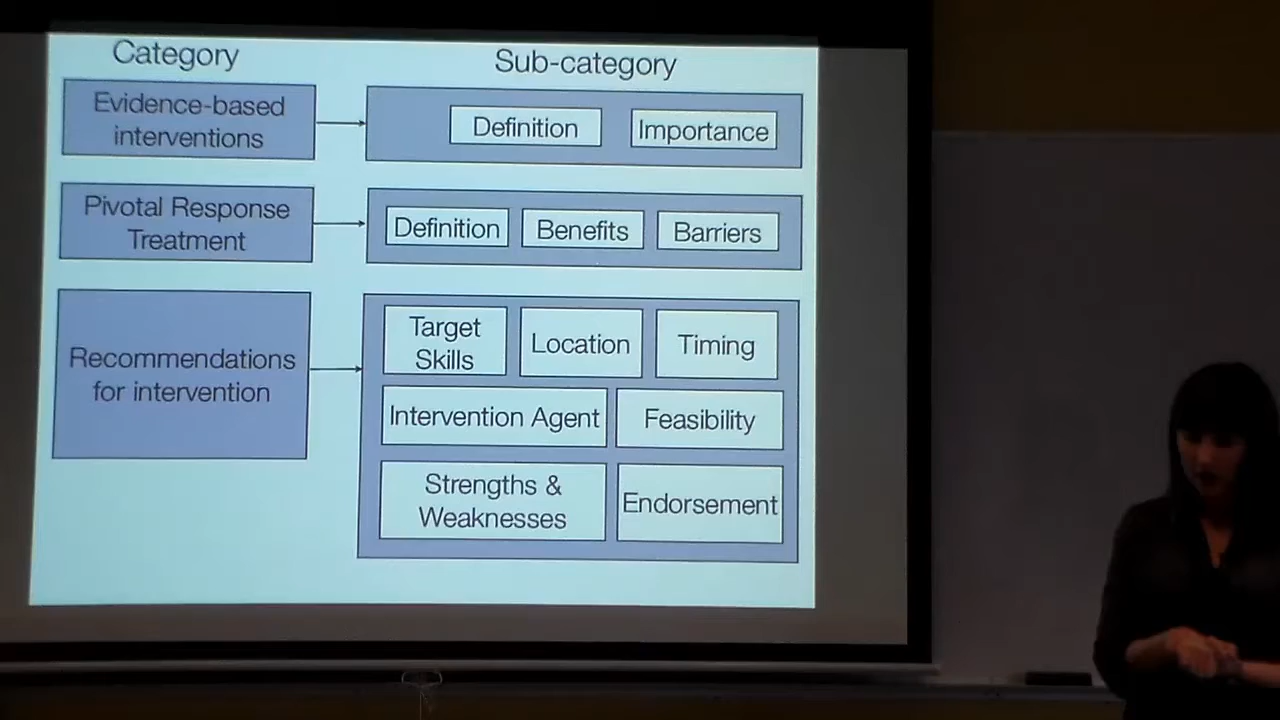 Category
Sub-category
Evidence-based
interventions
Definition
Importance
Pivotal Response
Treatment
Definition
Benefits
Barriers
Recommendations
for intervention
Target
Skills
Location
Timing
Intervention Agent
Feasibility
Strengths &
Weaknesses
Endorsement